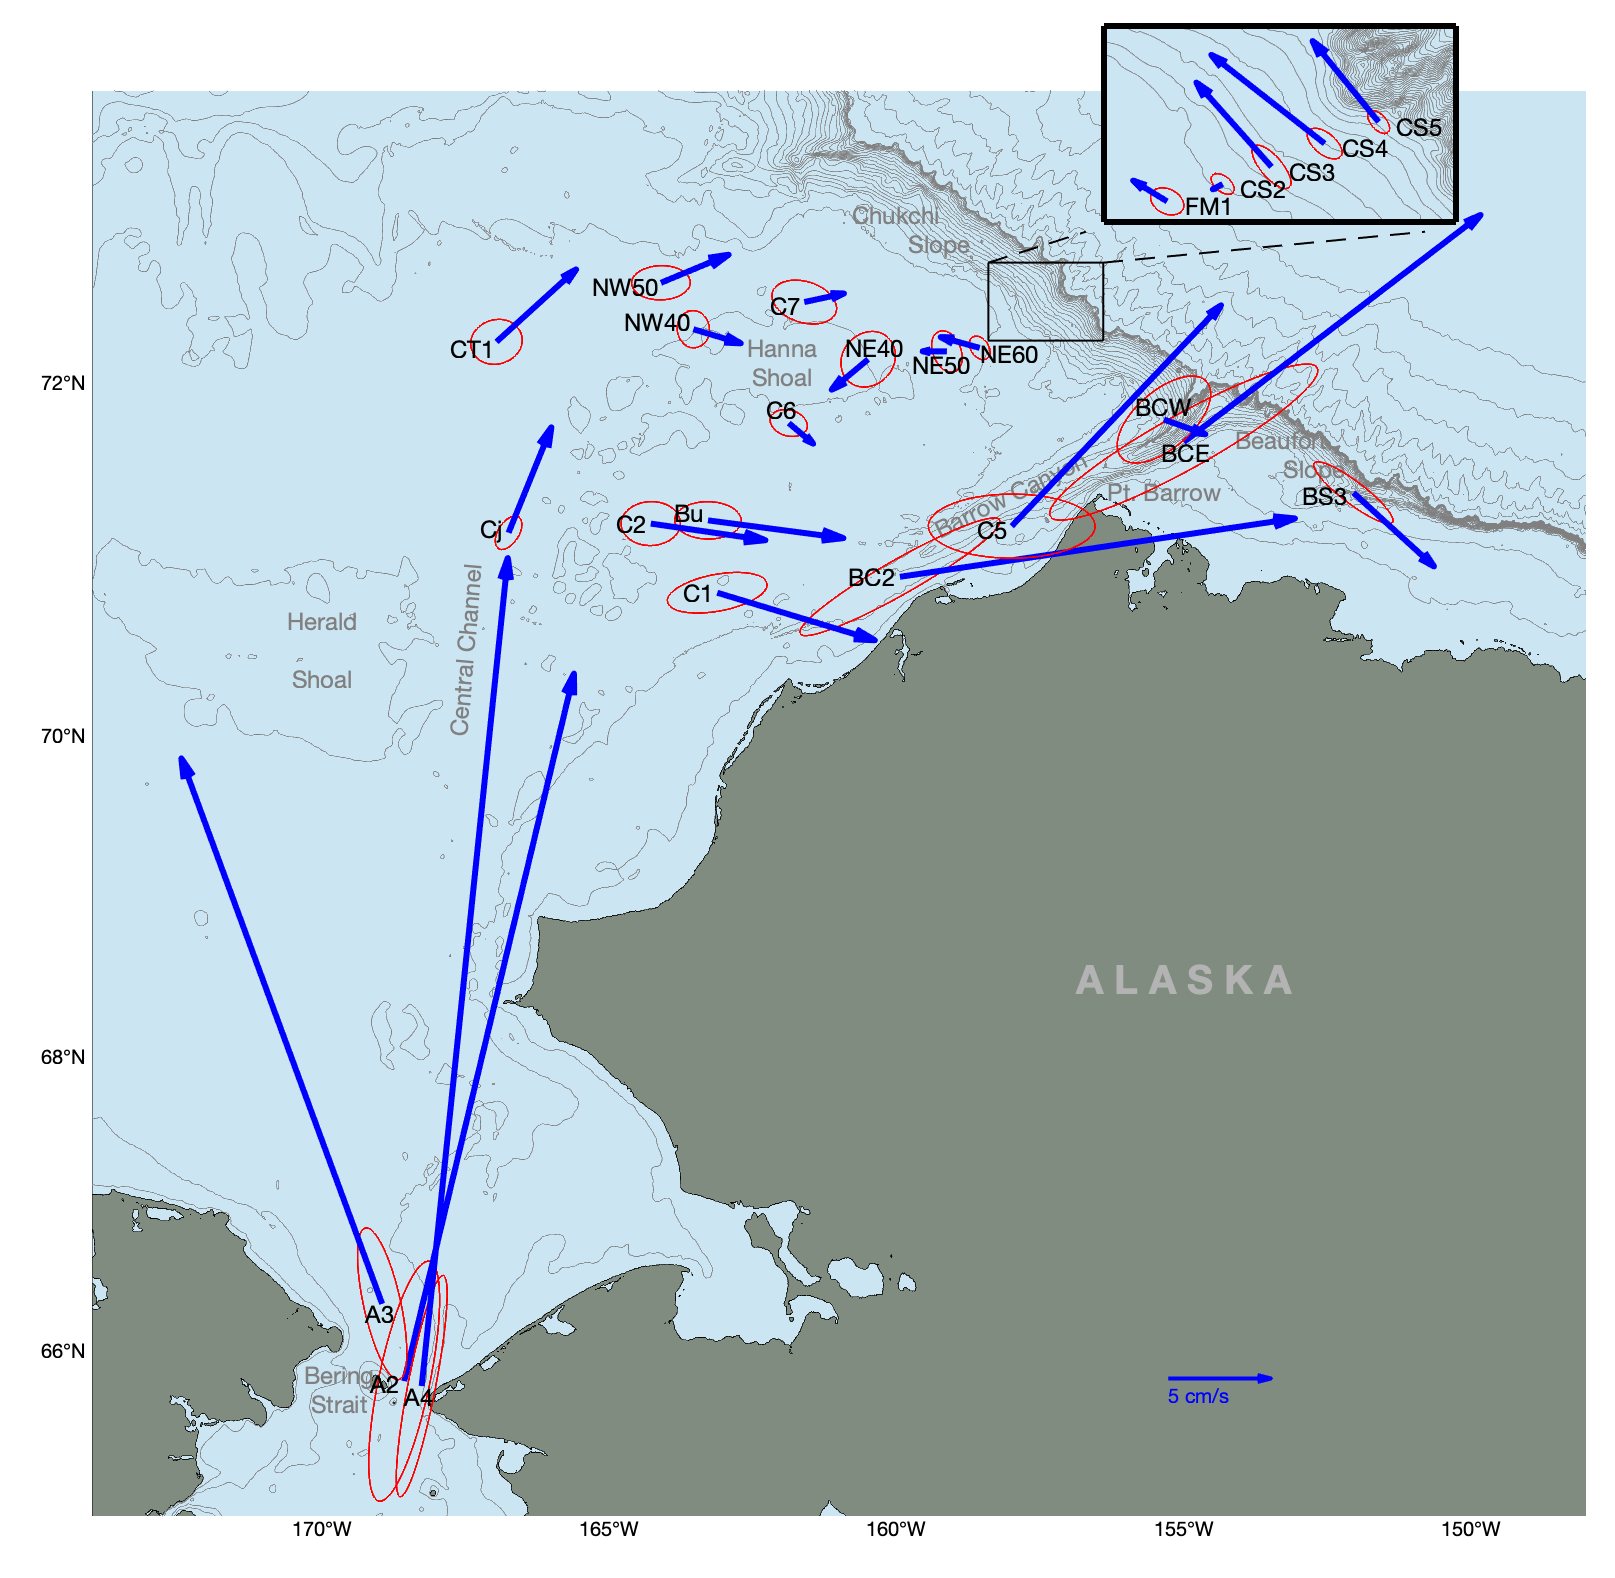 CS5
CS4
CS3
CS2
FM1
Chukchi
Slope
NW50
C7
NW40
CT1
Hanna
Shoal
NE40
NE50
NE60
72°N
C6
BCW
BCE
Beaufort
Slope
BS3
Pt. Barrow
Barrow Canyon
C5
Cj
C2
Bu
BC2
C1
Central Channel
Herald
Shoal
70°N
ALASKA
68°N
A3
66°N
Bering
Strait
A2
A4
5 cm/s
170°W
165°W
160°W
155°W
150°W